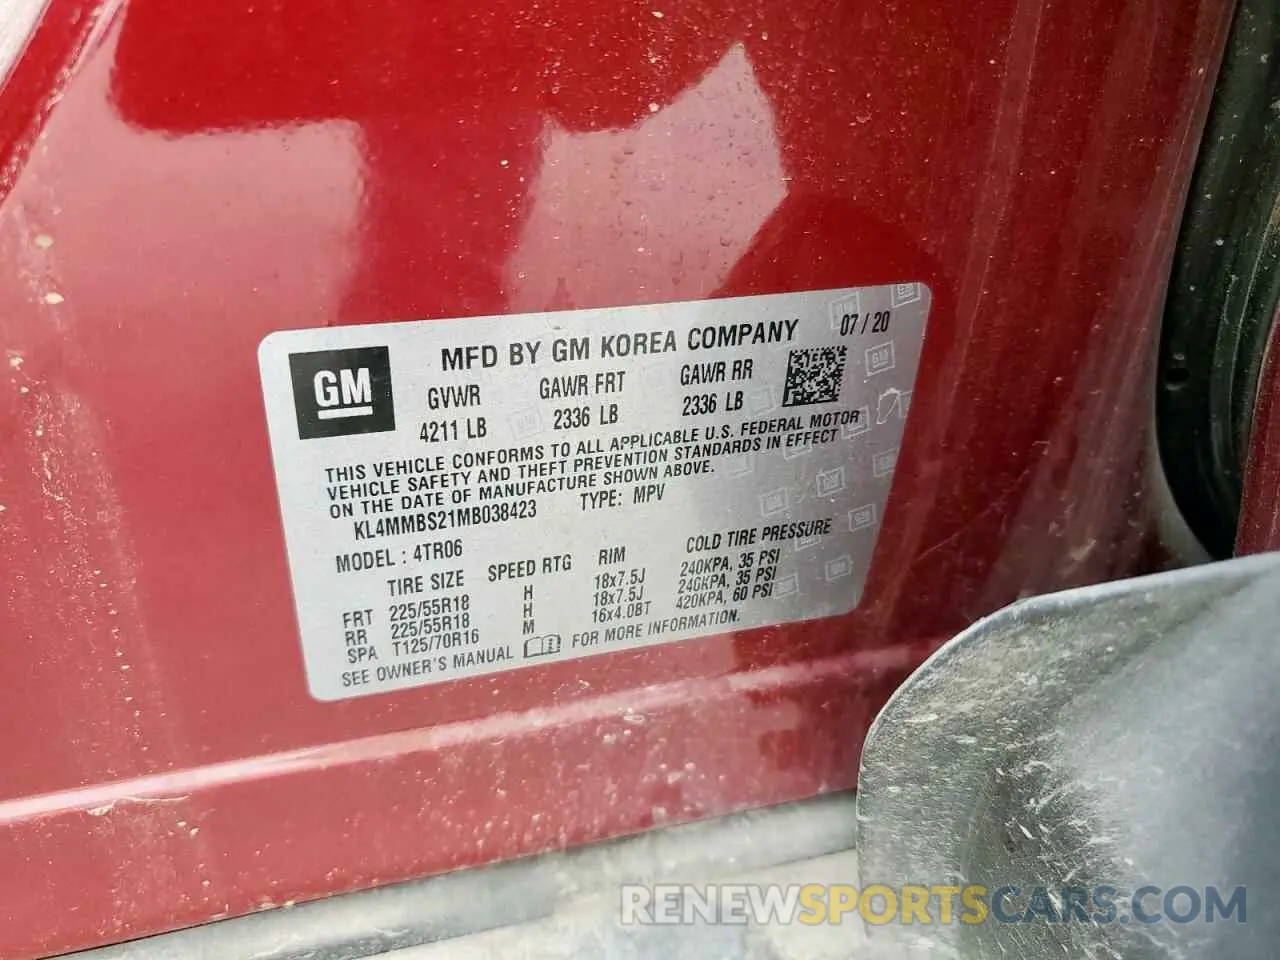 MFD BY GM KOREA COMPANY 07 / 20
GM
GVWR GAWR FRT GAWR RR
4211 LB 2336 LB 2336 LB
THIS VEHICLE CONFORMS TO ALL APPLICABLE U.S. FEDERAL MOTOR
VEHICLE SAFETY AND THEFT PREVENTION STANDARDS IN EFFECT
ON THE DATE OF MANUFACTURE SHOWN ABOVE.
KL4MMBS21MB038423 TYPE: MPV
MODEL : 4TR06
TIRE SIZE SPEED RTG RIM COLD TIRE PRESSURE
FRT 225/55R18 H 18x7.5J 240KPA, 35 PSI
RR 225/55R18 H 18x7.5J 240KPA, 35 PSI
SPA T125/70R16 M 16x4.0BT 420KPA, 60 PSI
SEE OWNER'S MANUAL FOR MORE INFORMATION.
RENEWSPORTSCARS.COM